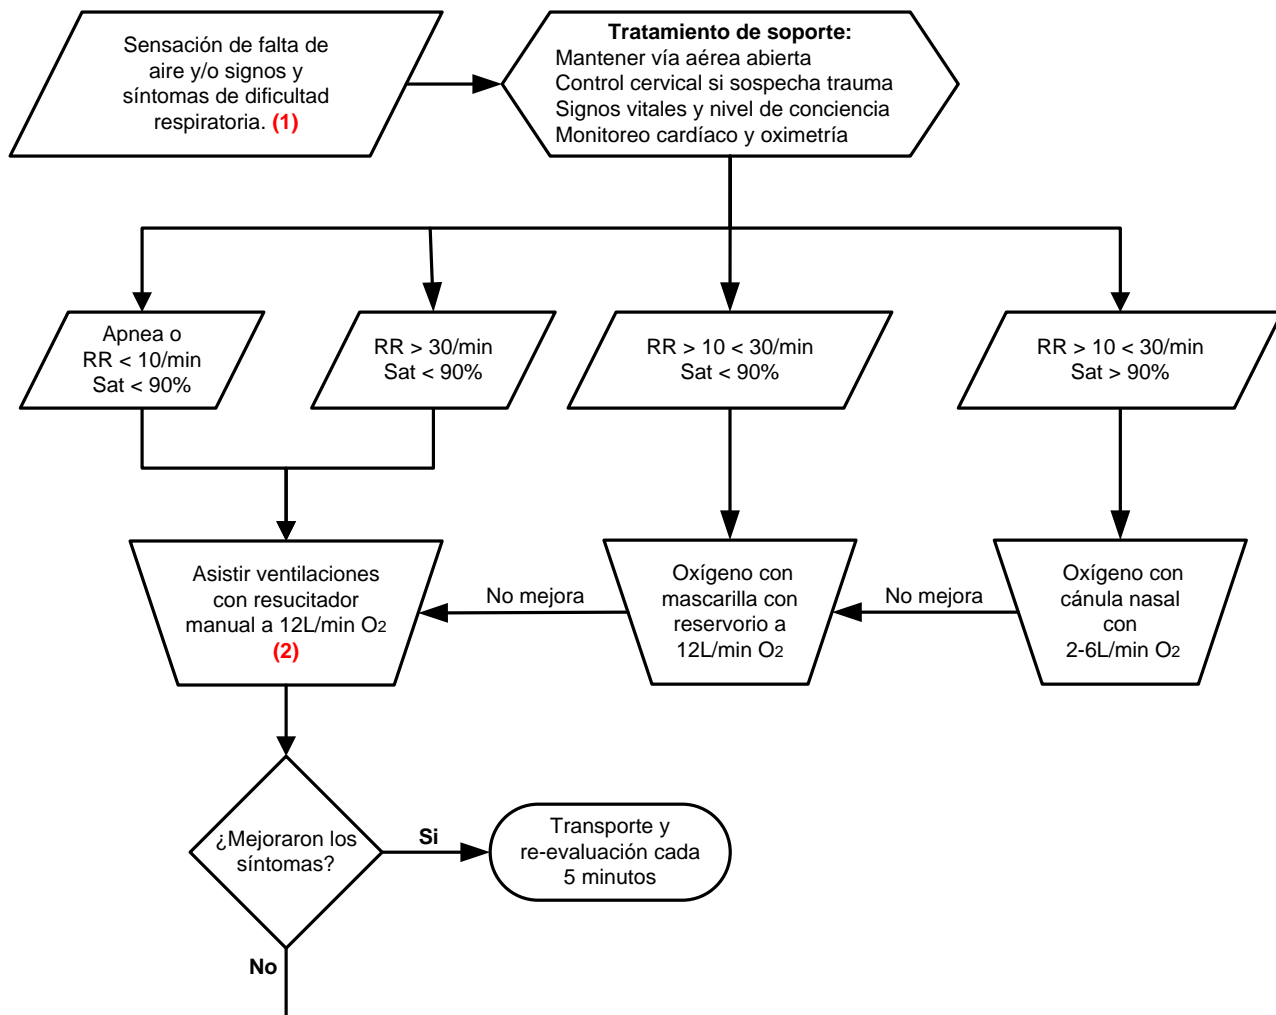 Sensación de falta de
aire y/o signos y
síntomas de dificultad
respiratoria. (1)
Tratamiento de soporte:
Mantener vía aérea abierta
Control cervical si sospecha trauma
Signos vitales y nivel de conciencia
Monitoreo cardíaco y oximetría
Apnea o
RR < 10/min
Sat < 90%
RR > 30/min
Sat < 90%
RR > 10 < 30/min
Sat < 90%
RR > 10 < 30/min
Sat > 90%
Asistir ventilaciones
con resucitador
manual a 12L/min O2
(2)
No mejora
Oxígeno con
mascarilla con
reservorio a
12L/min O2
No mejora
Oxígeno con
cánula nasal
con
2-6L/min O2
¿Mejoraron los
síntomas?
Si
Transporte y
re-evaluación cada
5 minutos
No